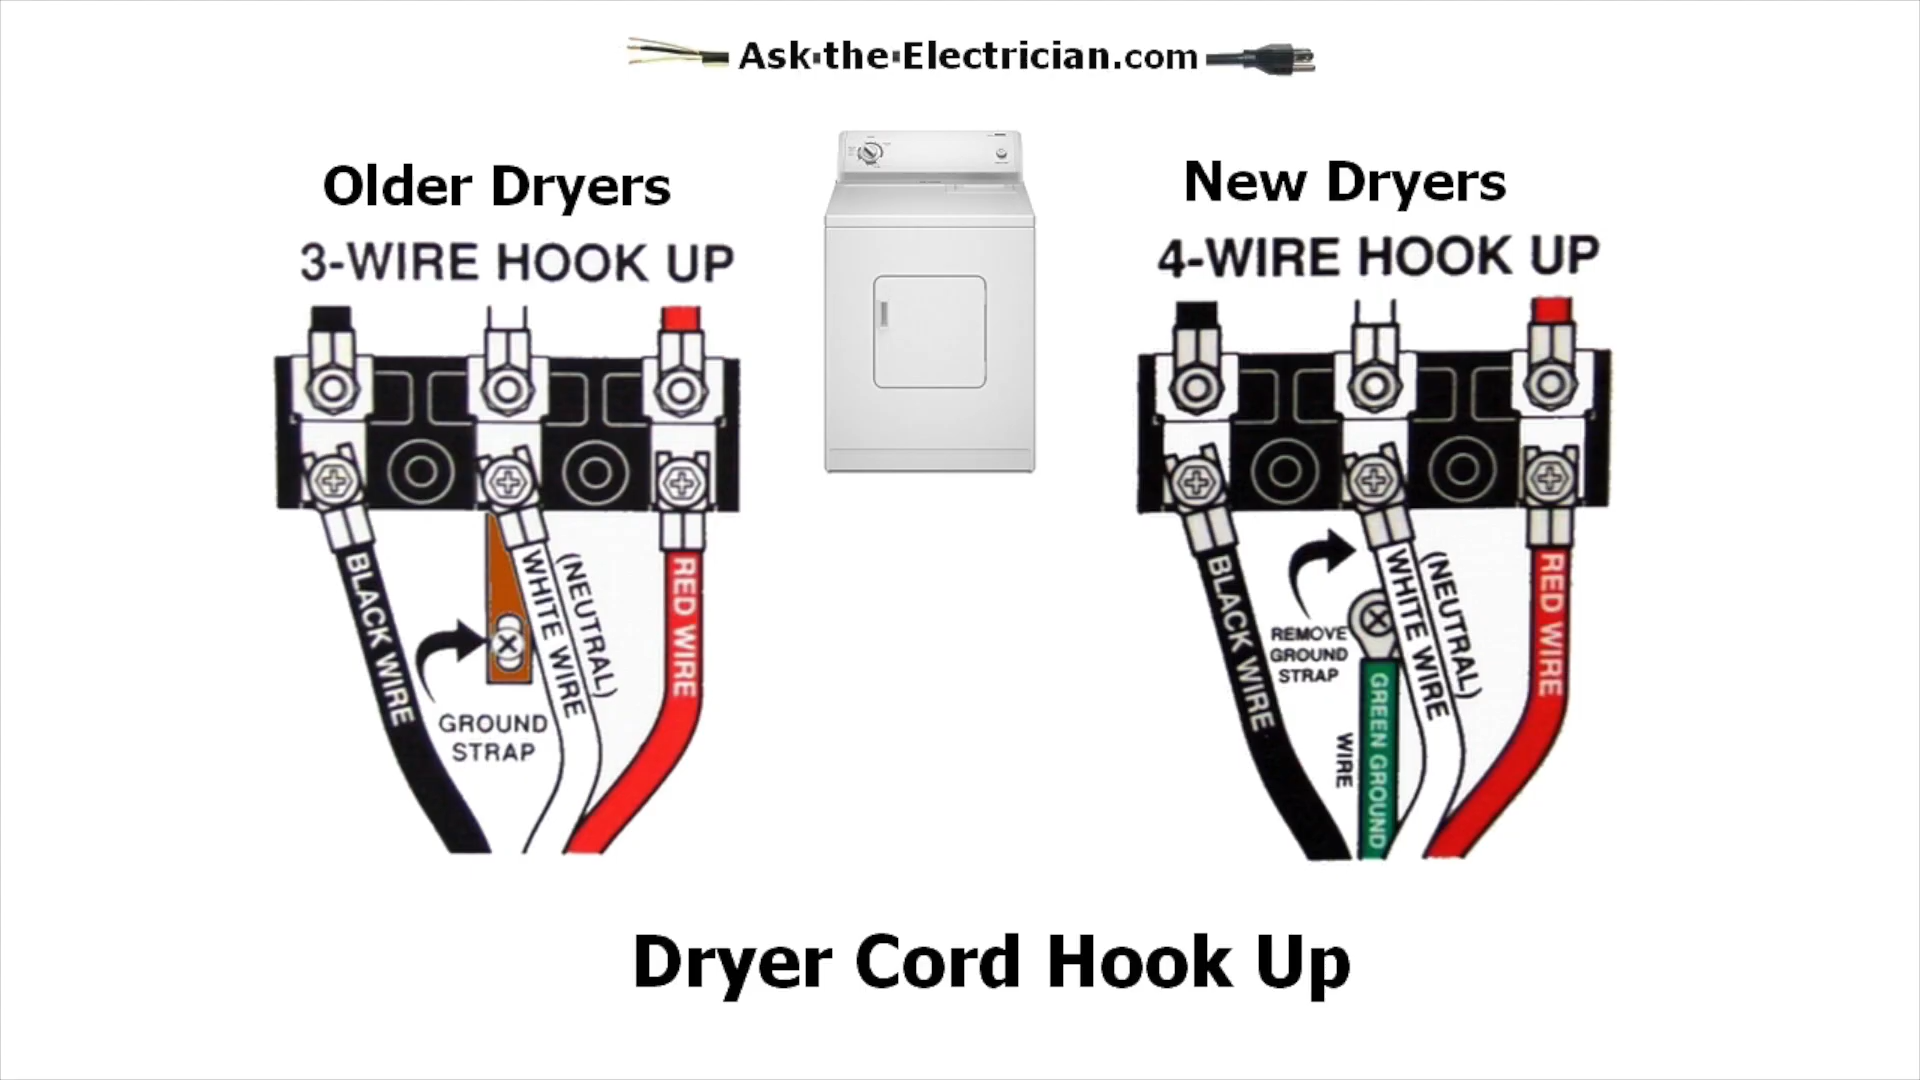 Ask-the-Electrician.com
Older Dryers
3-WIRE HOOK UP
BLACK WIRE
GROUND
STRAP
WHITE WIRE
(NEUTRAL)
RED WIRE
New Dryers
4-WIRE HOOK UP
BLACK WIRE
REMOVE
GROUND
STRAP
GREEN GROUND
WIRE
WHITE WIRE
(NEUTRAL)
RED WIRE
Dryer Cord Hook Up